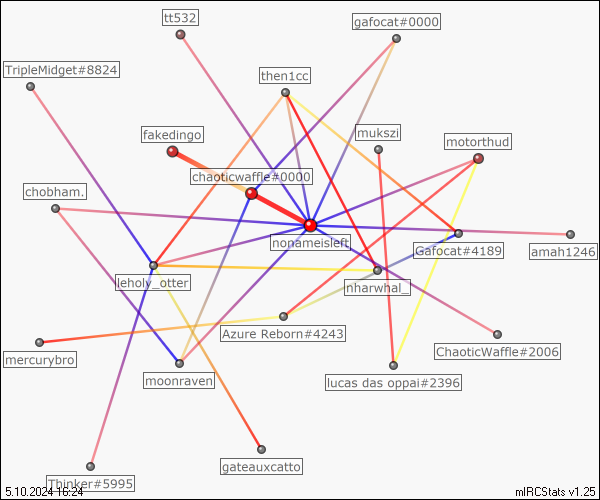 tt532
gafocat#0000
TripleMidget#8824
then1cc
mukszi
fakedingo
motorthud
chaoticwaffle#0000
chobham.
nonameisleft
Gafocat#4189
amah1246
leholy_otter
nharwhal_
Azure Reborn#4243
mercurybro
ChaoticWaffle#2006
moonraven
lucas das oppai#2396
gateauxcatto
Thinker#5995
5.10.2024 16:24
mIRCStats v1.25